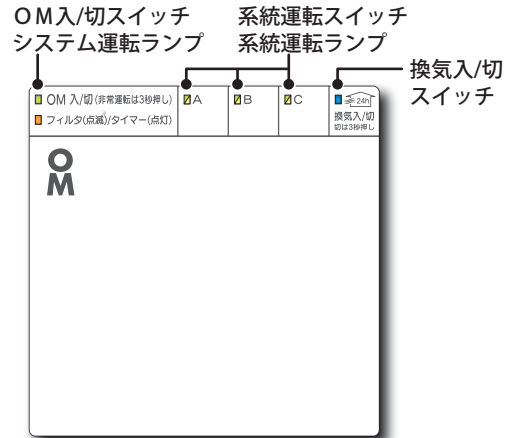 ＯＭ入/切スイッチ
システム運転ランプ
系統運転スイッチ
系統運転ランプ
換気入/切
スイッチ
OM 入/切(非常運転は3秒押し)
フィルタ(点滅)/タイマー(点灯)
A
B
C
24h
換気入/切
切は3秒押し
OM